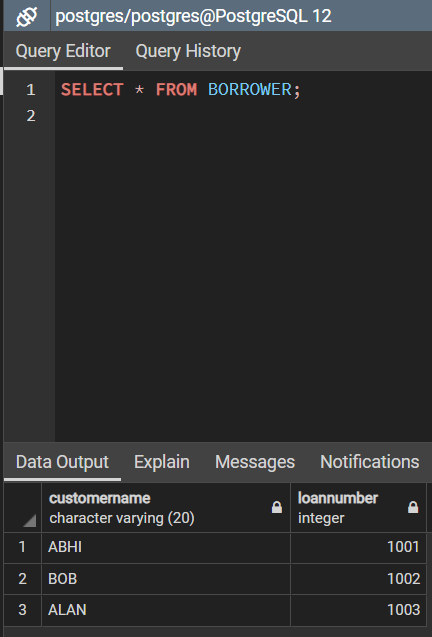 postgres/postgres@PostgreSQL 12
Query Editor Query History
1 SELECT * FROM BORROWER;
2
Data Output Explain Messages Notifications
customername loannumber
character varying (20) integer
1 ABHI 1001
2 BOB 1002
3 ALAN 1003